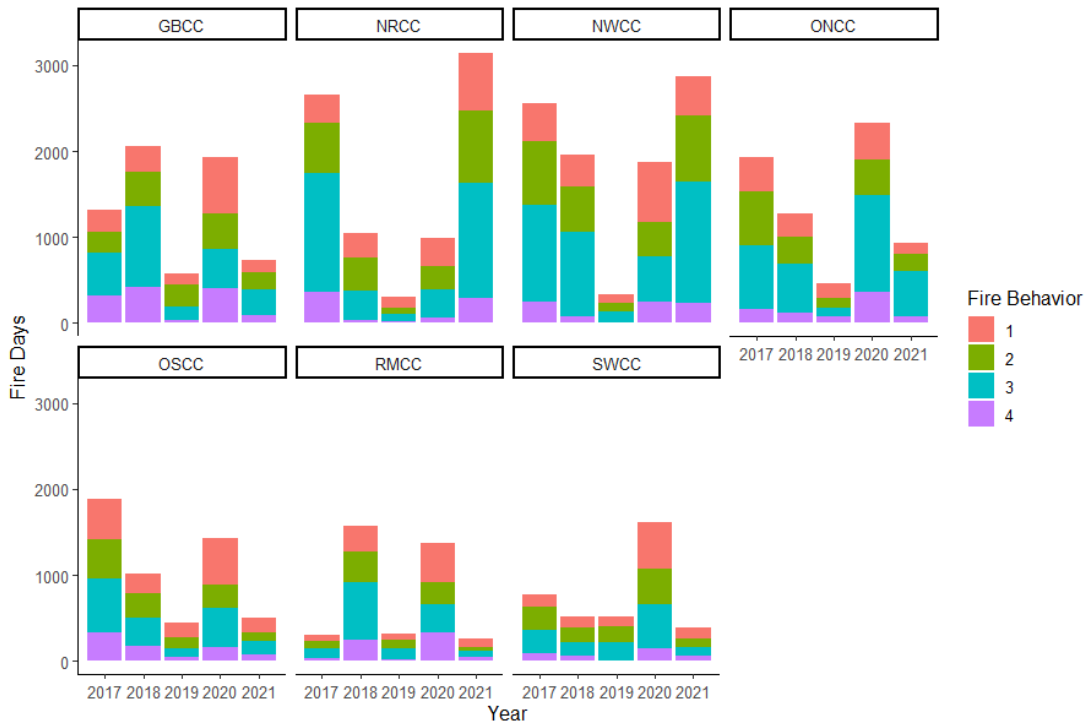 GBCC NRCC NWCC ONCC
3000
2000
1000
0
2017 2018 2019 2020 2021
Fire Behavior
1
2
3
4
Fire Days
OSCC RMCC SWCC
3000
2000
1000
0
2017 2018 2019 2020 2021 2017 2018 2019 2020 2021 2017 2018 2019 2020 2021
Year